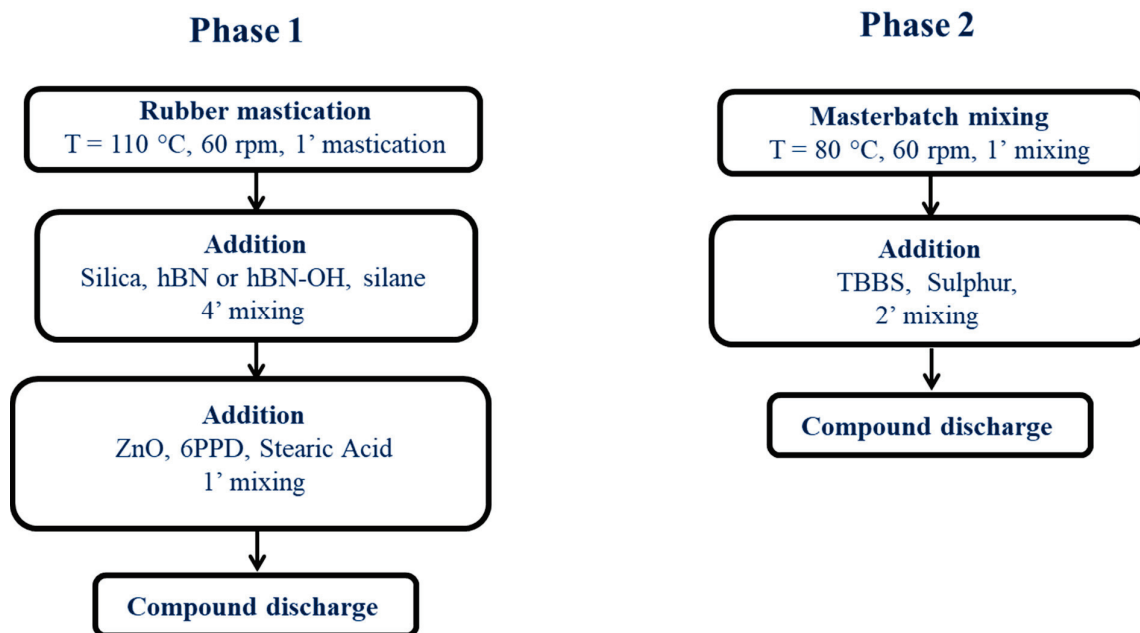 Phase 1
Rubber mastication
T = 110 °C, 60 rpm, 1’ mastication
Addition
Silica, hBN or hBN-OH, silane
4’ mixing
Addition
ZnO, 6PPD, Stearic Acid
1’ mixing
Compound discharge
Phase 2
Masterbatch mixing
T = 80 °C, 60 rpm, 1’ mixing
Addition
TBBS, Sulphur,
2’ mixing
Compound discharge